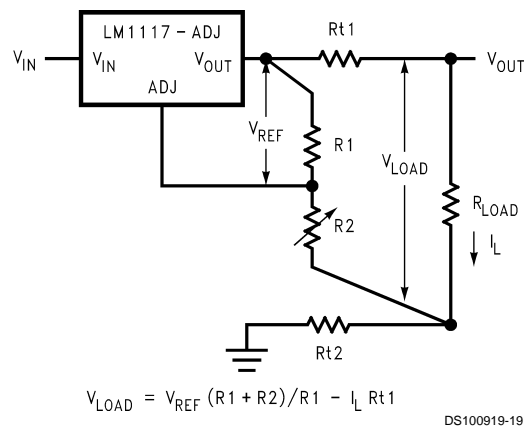 LM1117-ADJ
Rt1
V_IN
V_IN
V_OUT
V_OUT
ADJ
V_REF
R1
V_LOAD
R2
R_LOAD
I_L
Rt2
V_LOAD = V_REF (R1 + R2)/R1 - I_L Rt1
DS100919-19